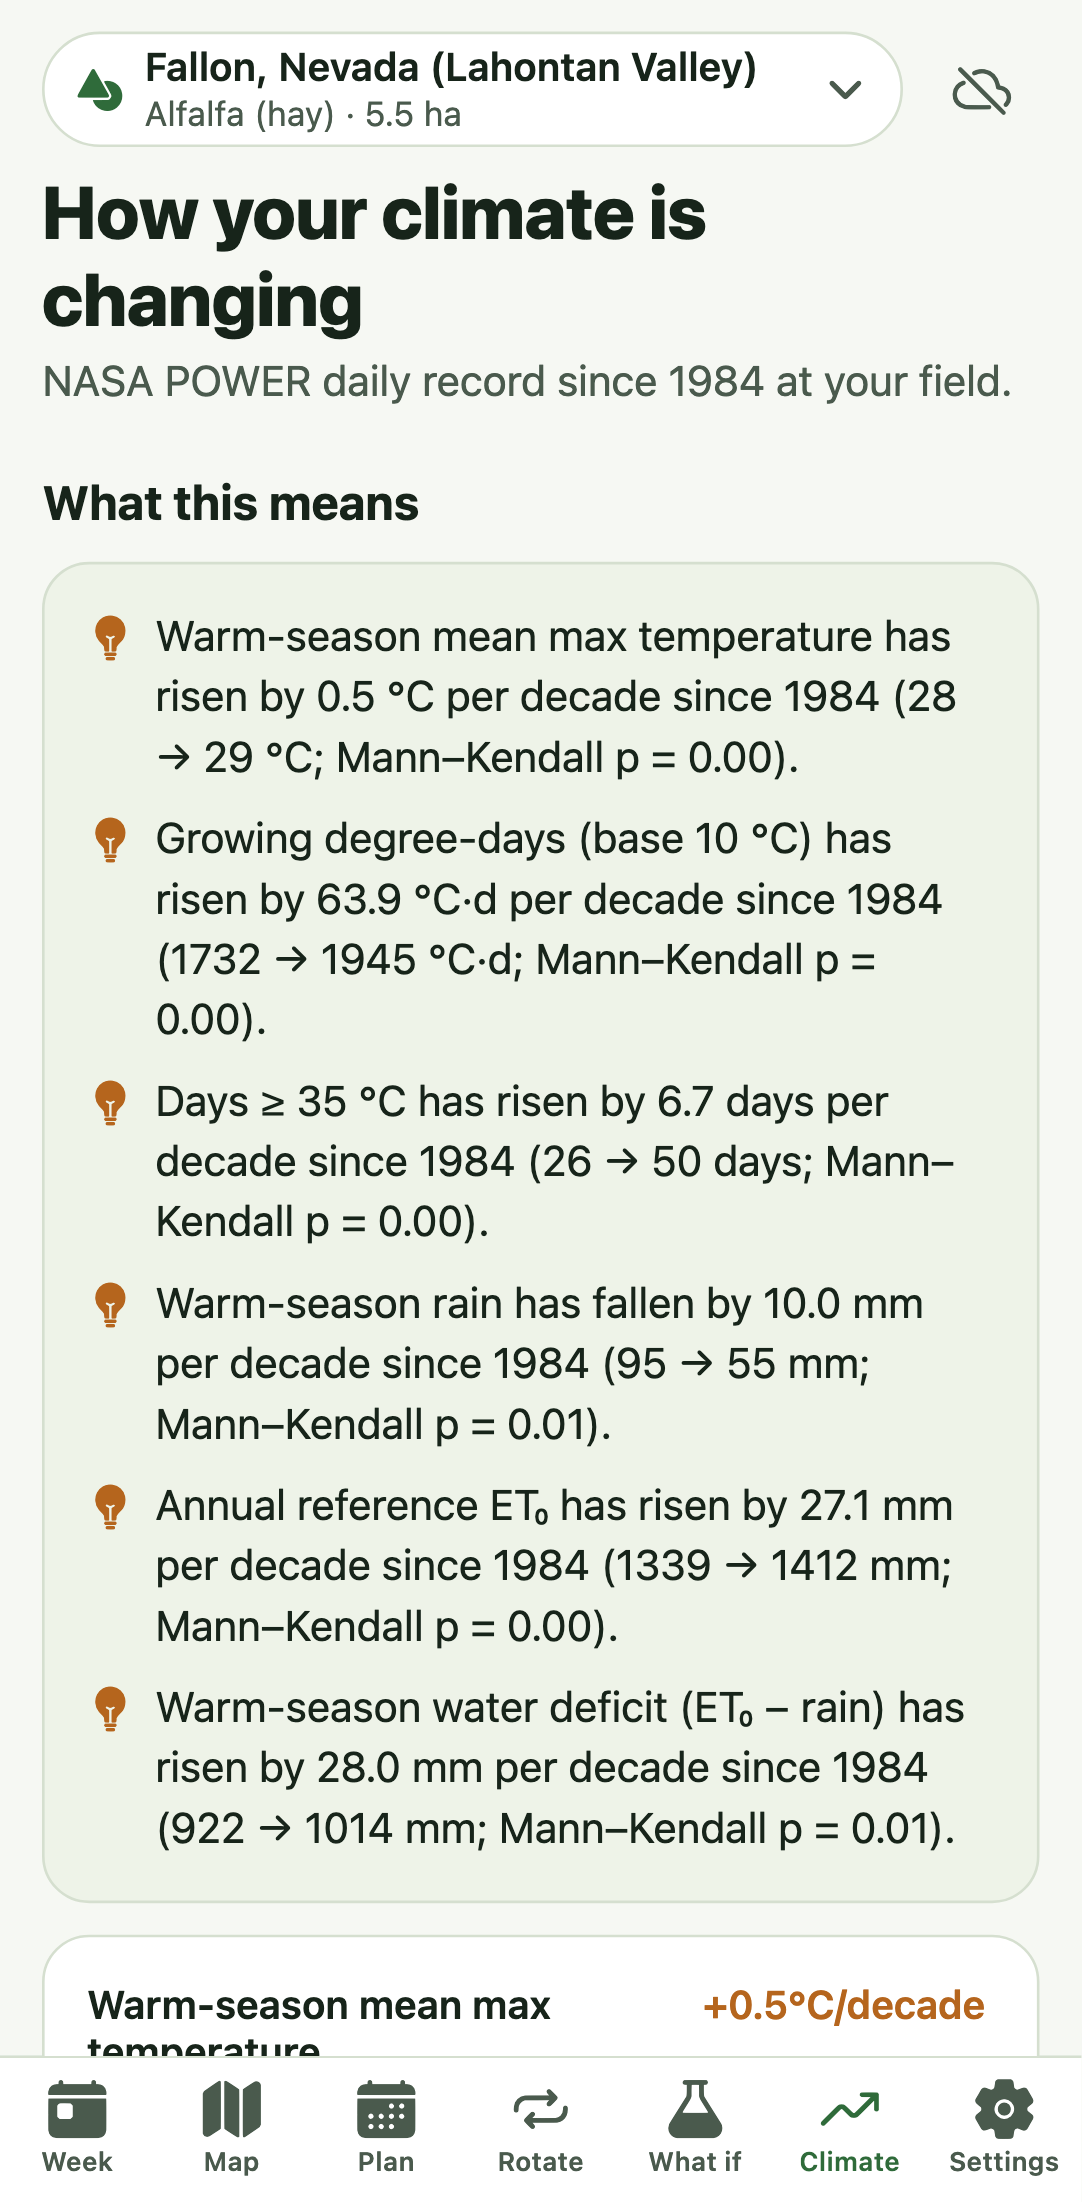 Fallon, Nevada (Lahontan Valley)
Alfalfa (hay) · 5.5 ha
How your climate is
changing
NASA POWER daily record since 1984 at your field.
What this means
Warm-season mean max temperature has
risen by 0.5 °C per decade since 1984 (28
→ 29 °C; Mann–Kendall p = 0.00).
Growing degree-days (base 10 °C) has
risen by 63.9 °C·d per decade since 1984
(1732 → 1945 °C·d; Mann–Kendall p =
0.00).
Days ≥ 35 °C has risen by 6.7 days per
decade since 1984 (26 → 50 days; Mann–
Kendall p = 0.00).
Warm-season rain has fallen by 10.0 mm
per decade since 1984 (95 → 55 mm;
Mann–Kendall p = 0.01).
Annual reference ET₀ has risen by 27.1 mm
per decade since 1984 (1339 → 1412 mm;
Mann–Kendall p = 0.00).
Warm-season water deficit (ET₀ – rain) has
risen by 28.0 mm per decade since 1984
(922 → 1014 mm; Mann–Kendall p = 0.01).
Warm-season mean max
temperature
+0.5°C/decade
Week
Map
Plan
Rotate
What if
Climate
Settings